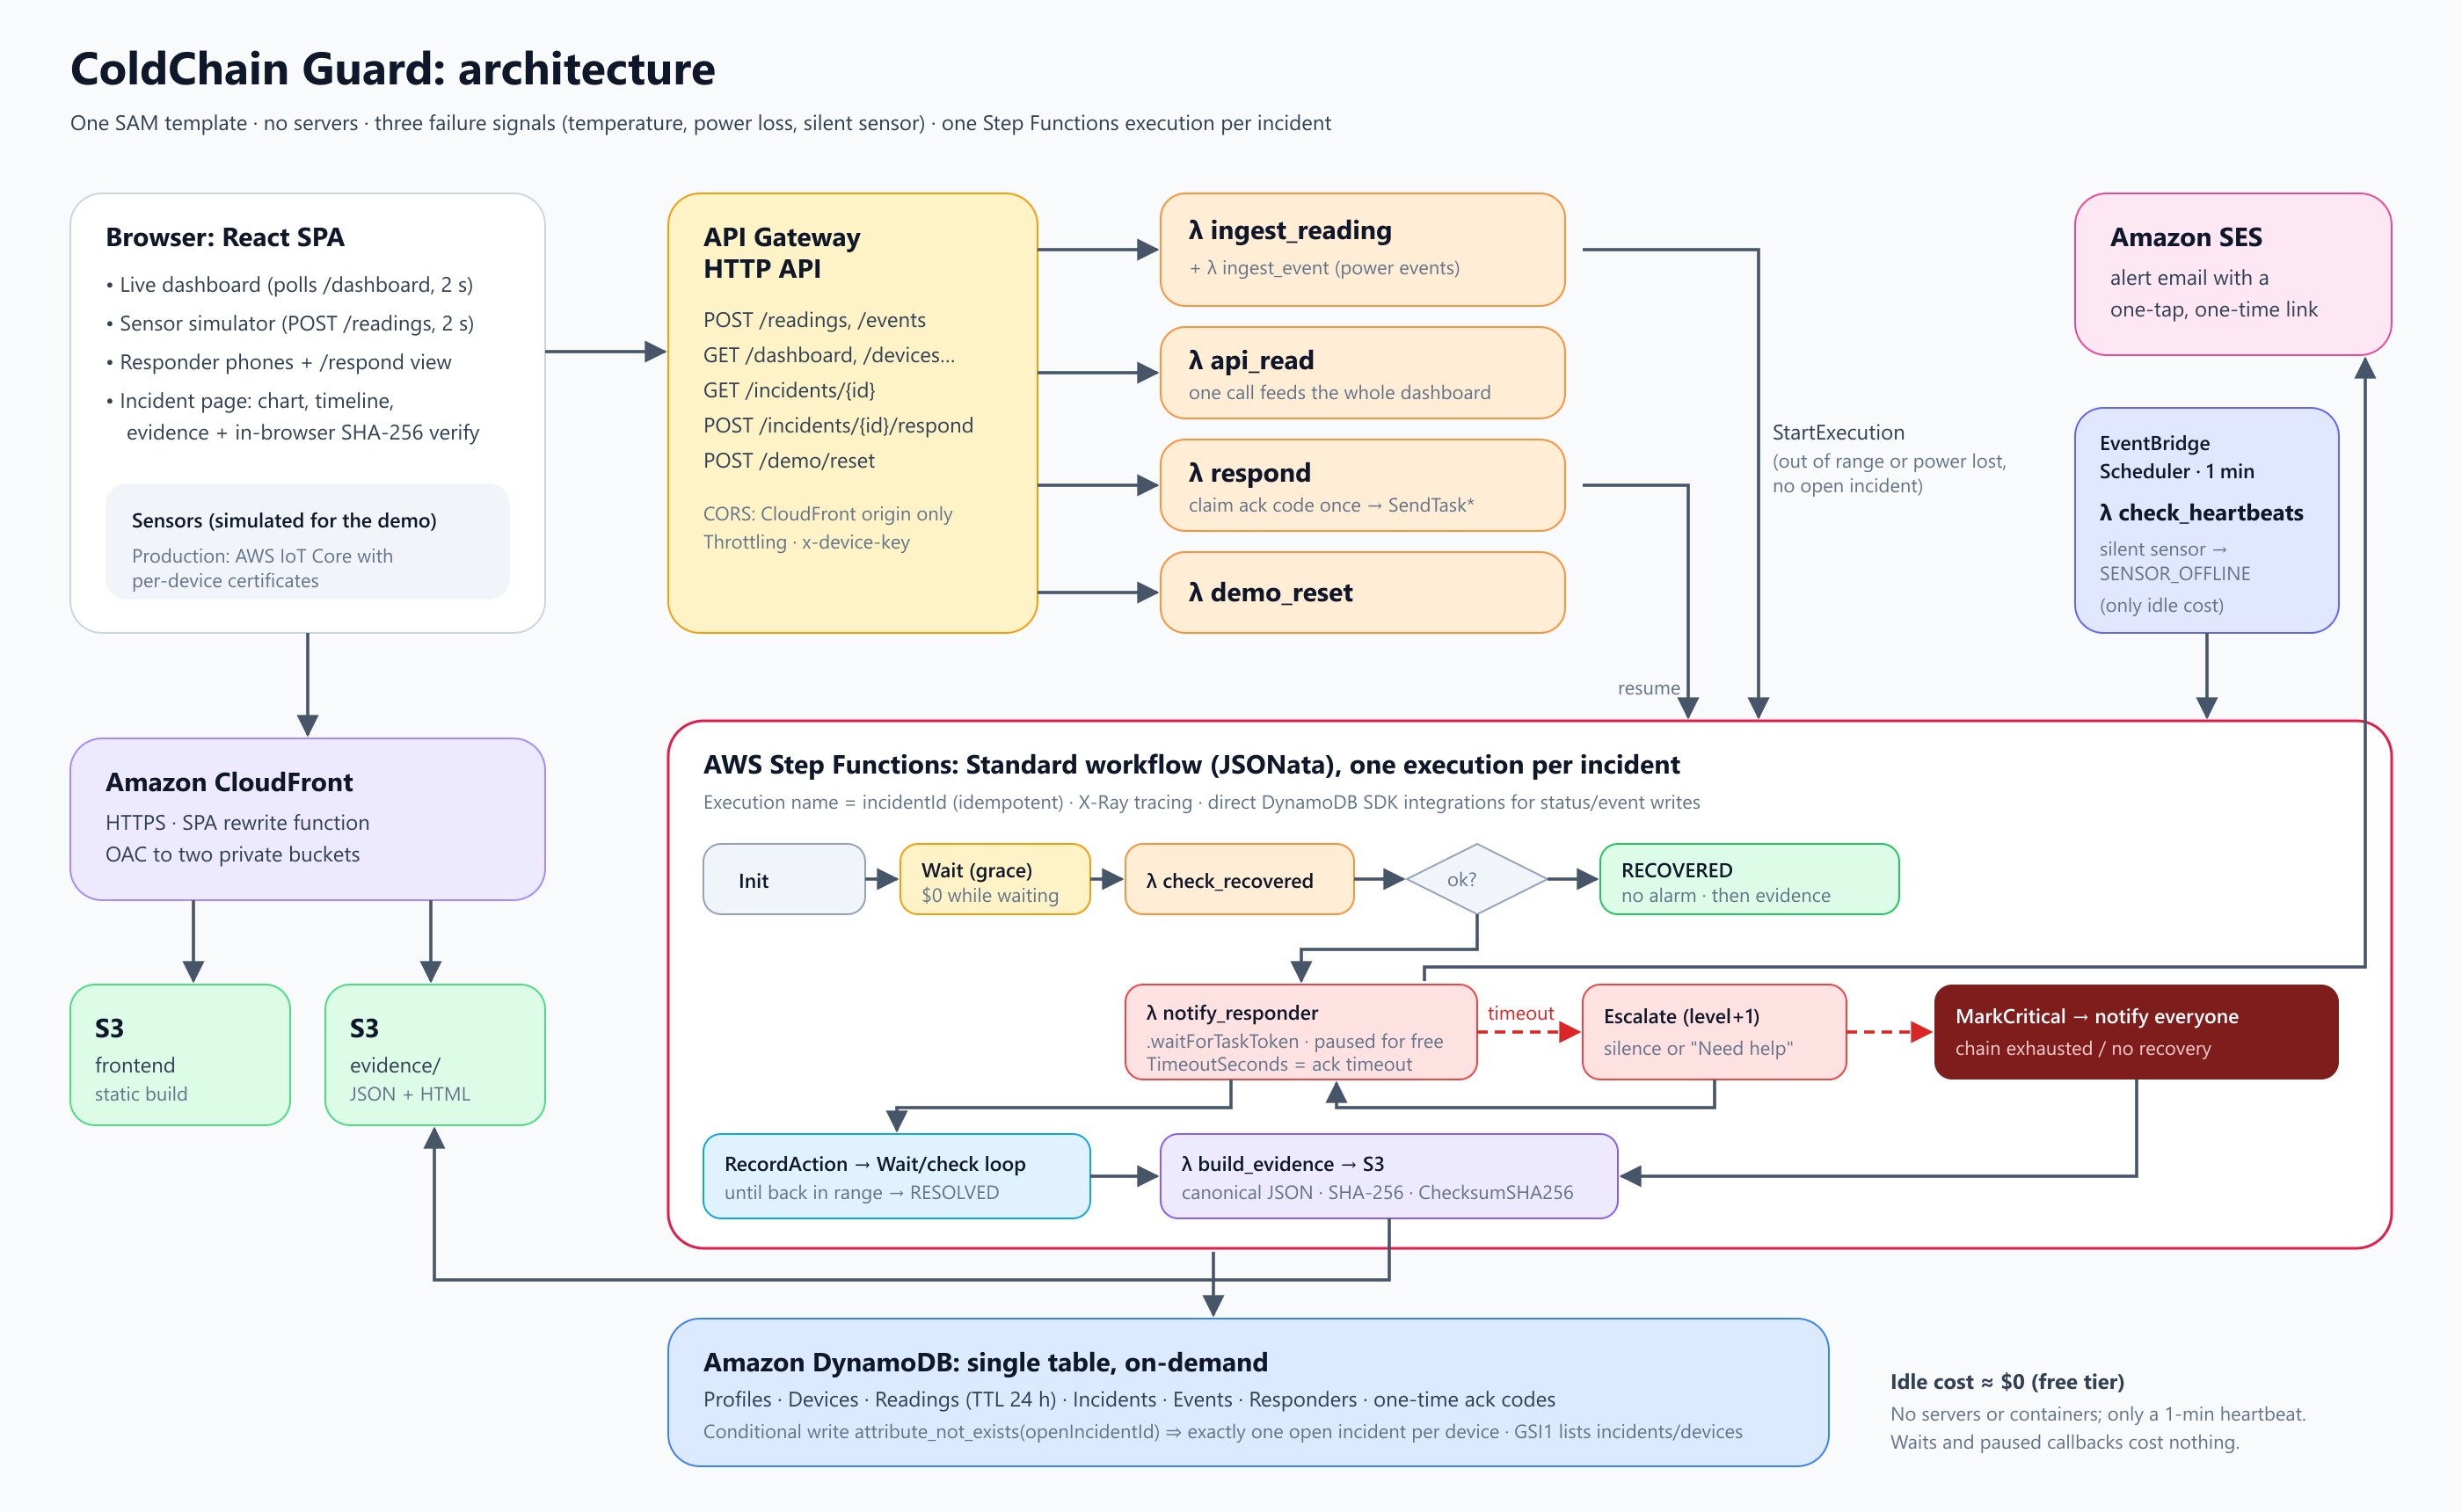 ColdChain Guard: architecture
One SAM template · no servers · three failure signals (temperature, power loss, silent sensor) · one Step Functions execution per incident
Browser: React SPA
• Live dashboard (polls /dashboard, 2 s)
• Sensor simulator (POST /readings, 2 s)
• Responder phones + /respond view
• Incident page: chart, timeline,
evidence + in-browser SHA-256 verify
Sensors (simulated for the demo)
Production: AWS IoT Core with
per-device certificates
API Gateway
HTTP API
POST /readings, /events
GET /dashboard, /devices…
GET /incidents/{id}
POST /incidents/{id}/respond
POST /demo/reset
CORS: CloudFront origin only
Throttling · x-device-key
λ ingest_reading
+ λ ingest_event (power events)
λ api_read
one call feeds the whole dashboard
λ respond
claim ack code once → SendTask*
λ demo_reset
StartExecution
(out of range or power lost,
no open incident)
resume
Amazon SES
alert email with a
one-tap, one-time link
EventBridge
Scheduler · 1 min
λ check_heartbeats
silent sensor →
SENSOR_OFFLINE
(only idle cost)
Amazon CloudFront
HTTPS · SPA rewrite function
OAC to two private buckets
S3
frontend
static build
S3
evidence/
JSON + HTML
AWS Step Functions: Standard workflow (JSONata), one execution per incident
Execution name = incidentId (idempotent) · X-Ray tracing · direct DynamoDB SDK integrations for status/event writes
Init
Wait (grace)
$0 while waiting
λ check_recovered
ok?
RECOVERED
no alarm · then evidence
λ notify_responder
.waitForTaskToken · paused for free
TimeoutSeconds = ack timeout
timeout
Escalate (level+1)
silence or "Need help"
MarkCritical → notify everyone
chain exhausted / no recovery
RecordAction → Wait/check loop
until back in range → RESOLVED
λ build_evidence → S3
canonical JSON · SHA-256 · ChecksumSHA256
Amazon DynamoDB: single table, on-demand
Profiles · Devices · Readings (TTL 24 h) · Incidents · Events · Responders · one-time ack codes
Conditional write attribute_not_exists(openIncidentId) ⇒ exactly one open incident per device · GSI1 lists incidents/devices
Idle cost ≈ $0 (free tier)
No servers or containers; only a 1-min heartbeat.
Waits and paused callbacks cost nothing.